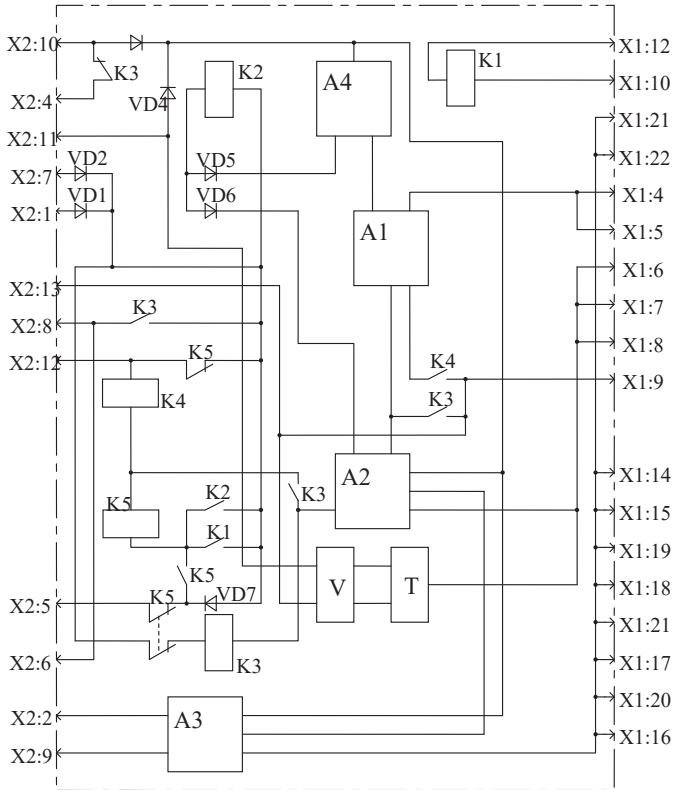 X2:10
K3
X2:4
VD4
X2:11
VD2
X2:7
VD1
X2:1
K2
VD5
VD6
A4
K1
X1:12
X1:10
X1:21
X1:22
X1:4
X1:5
X1:6
X1:7
X1:8
X1:9
A1
X2:13
X2:8
K3
X2:12
K5
K4
K4
K3
K5
K2
K1
K3
A2
K5
X2:5
K5
VD7
V
T
X2:6
K3
X2:2
A3
X2:9
X1:14
X1:15
X1:19
X1:18
X1:21
X1:17
X1:20
X1:16